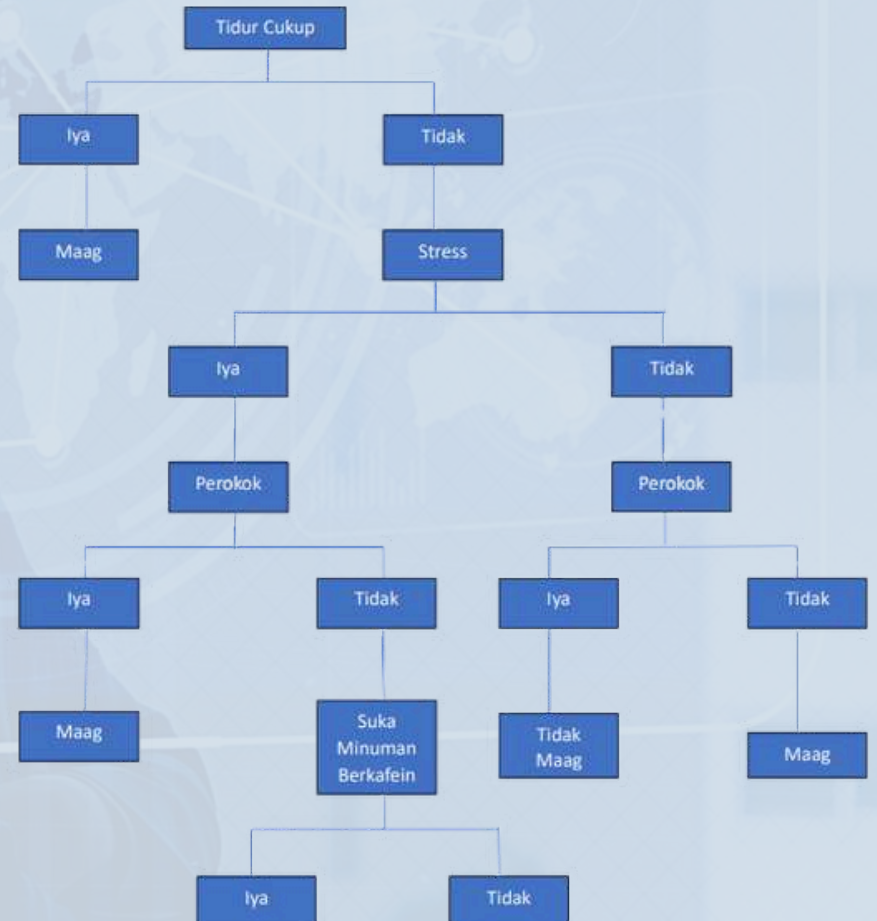 Tidur Cukup
Iya
Tidak
Maag
Stress
Iya
Tidak
Perokok
Perokok
Iya
Tidak
Iya
Tidak
Maag
Suka
Minuman
Berkafein
Tidak
Maag
Maag
Iya
Tidak